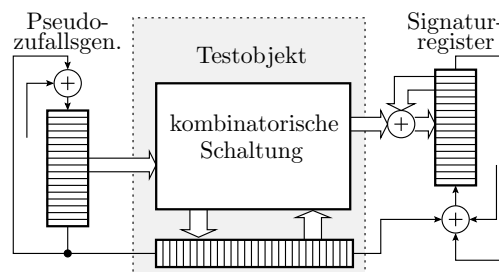 Pseudo-
zufallsgen.
Testobjekt
Signatur-
register
kombinatorische
Schaltung